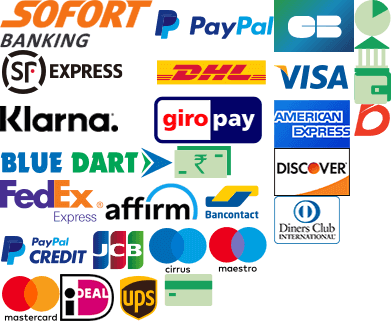 SOFORT
BANKING
PayPal
CB
SF EXPRESS
DHL
VISA
Klarna.
giro pay
AMERICAN
EXPRESS
BLUE DART
₹
DISCOVER
FedEx
Express
affirm
Bancontact
Diners Club
INTERNATIONAL
PayPal
CREDIT
JCB
cirrus
maestro
mastercard
iDEAL
ups